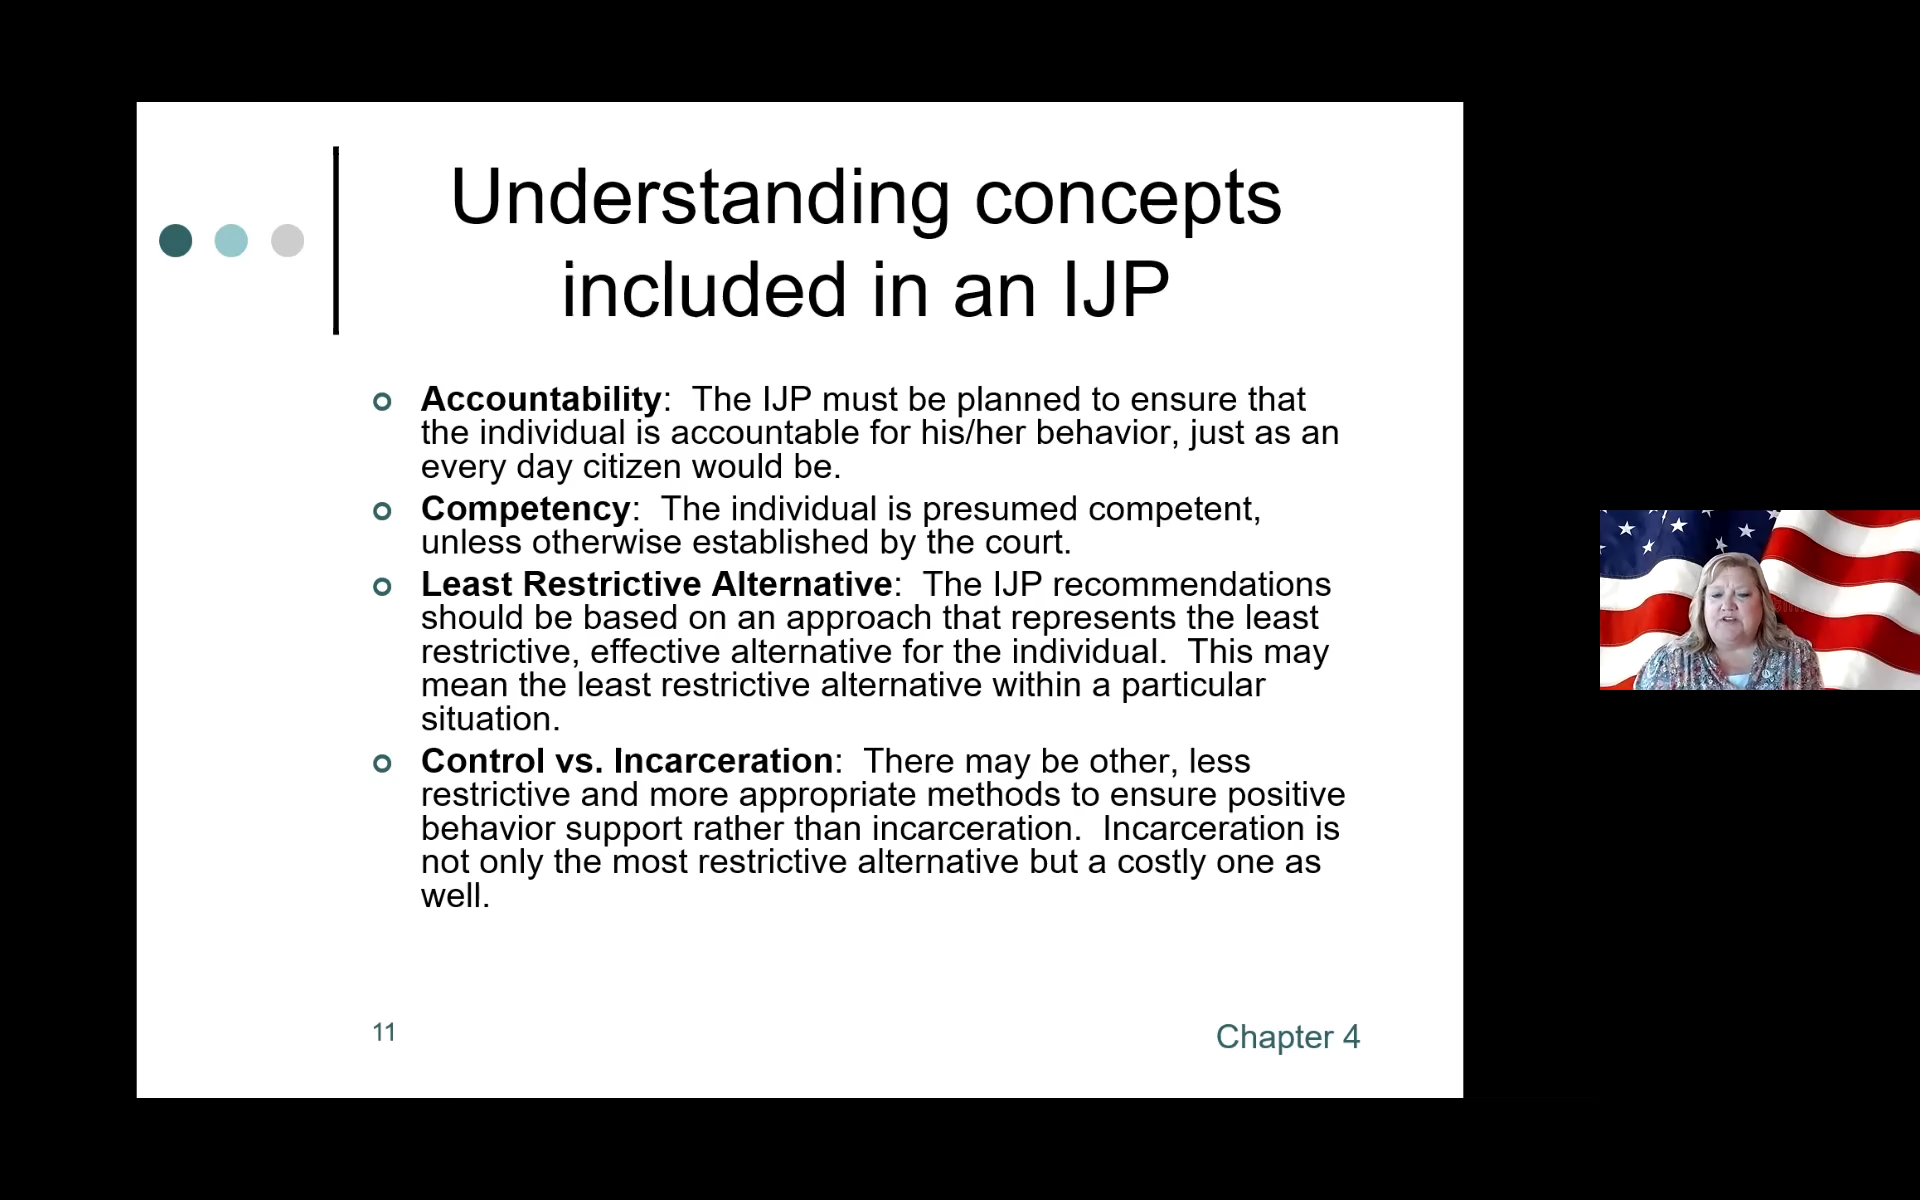 Understanding concepts
included in an IJP
Accountability:  The IJP must be planned to ensure that
the individual is accountable for his/her behavior, just as an
every day citizen would be.
Competency:  The individual is presumed competent,
unless otherwise established by the court.
Least Restrictive Alternative:  The IJP recommendations
should be based on an approach that represents the least
restrictive, effective alternative for the individual.  This may
mean the least restrictive alternative within a particular
situation.
Control vs. Incarceration:  There may be other, less
restrictive and more appropriate methods to ensure positive
behavior support rather than incarceration.  Incarceration is
not only the most restrictive alternative but a costly one as
well.
11
Chapter 4